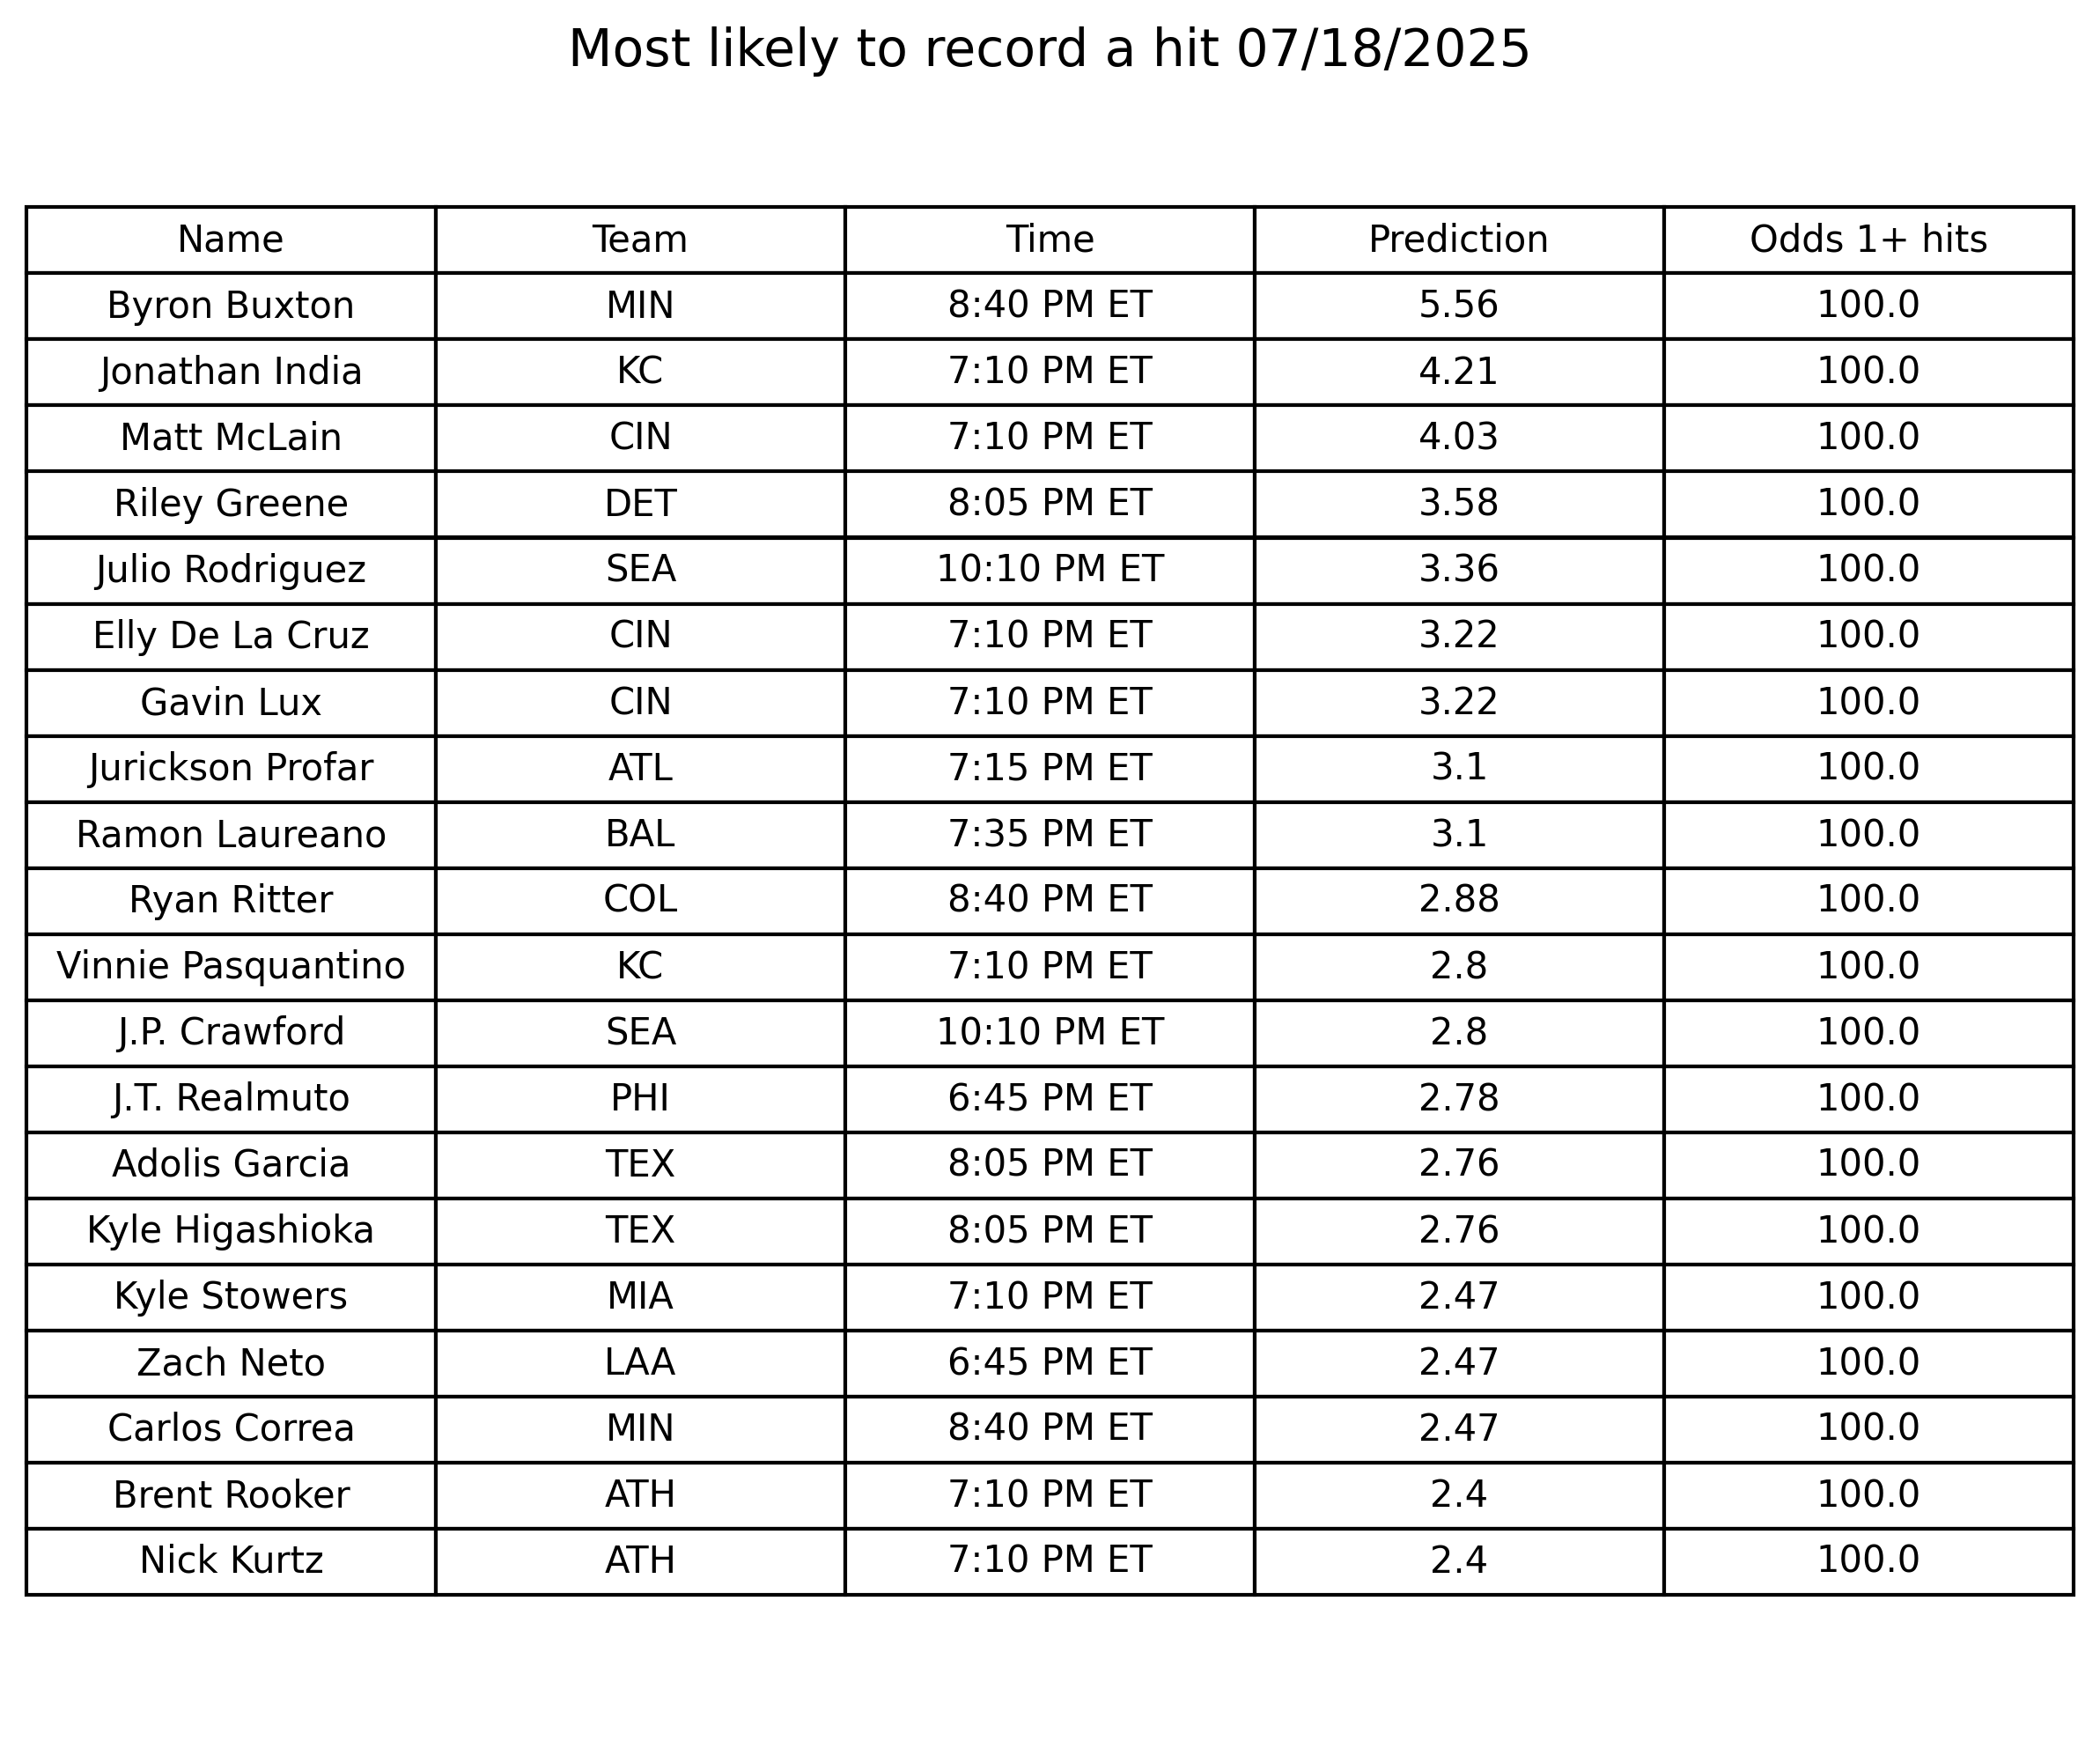 Most likely to record a hit 07/18/2025
Name Team Time Prediction Odds 1+ hits
Byron Buxton MIN 8:40 PM ET 5.56 100.0
Jonathan India KC 7:10 PM ET 4.21 100.0
Matt McLain CIN 7:10 PM ET 4.03 100.0
Riley Greene DET 8:05 PM ET 3.58 100.0
Julio Rodriguez SEA 10:10 PM ET 3.36 100.0
Elly De La Cruz CIN 7:10 PM ET 3.22 100.0
Gavin Lux CIN 7:10 PM ET 3.22 100.0
Jurickson Profar ATL 7:15 PM ET 3.1 100.0
Ramon Laureano BAL 7:35 PM ET 3.1 100.0
Ryan Ritter COL 8:40 PM ET 2.88 100.0
Vinnie Pasquantino KC 7:10 PM ET 2.8 100.0
J.P. Crawford SEA 10:10 PM ET 2.8 100.0
J.T. Realmuto PHI 6:45 PM ET 2.78 100.0
Adolis Garcia TEX 8:05 PM ET 2.76 100.0
Kyle Higashioka TEX 8:05 PM ET 2.76 100.0
Kyle Stowers MIA 7:10 PM ET 2.47 100.0
Zach Neto LAA 6:45 PM ET 2.47 100.0
Carlos Correa MIN 8:40 PM ET 2.47 100.0
Brent Rooker ATH 7:10 PM ET 2.4 100.0
Nick Kurtz ATH 7:10 PM ET 2.4 100.0